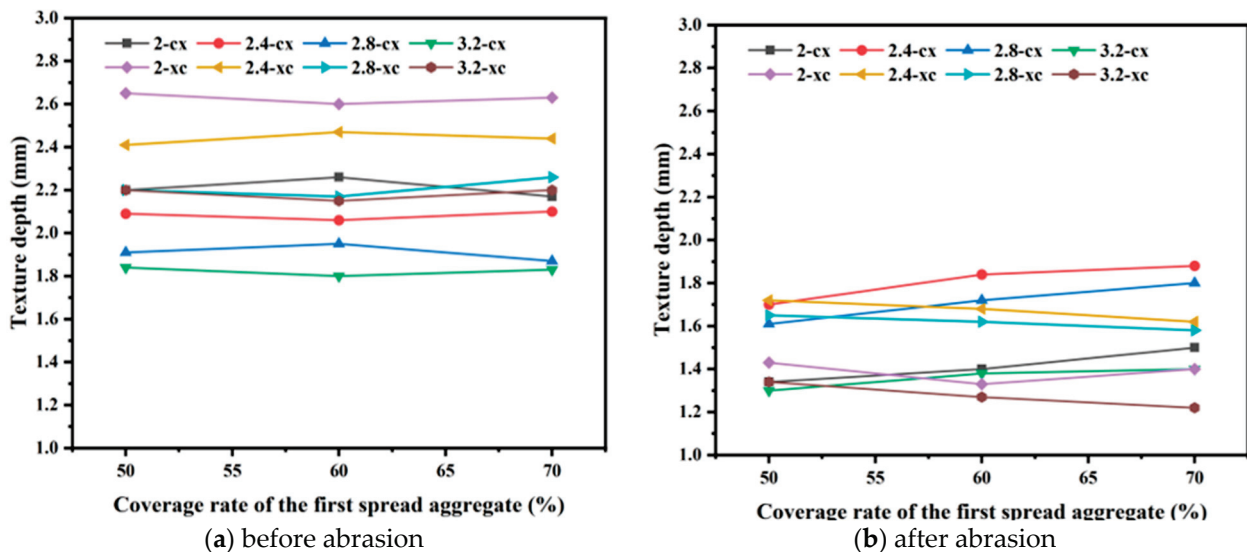 3.0
2.8
2.6
2.4
2.2
2.0
1.8
1.6
1.4
1.2
1.0
Texture depth (mm)
2-cx 2.4-cx 2.8-cx 3.2-cx
2-xc 2.4-xc 2.8-xc 3.2-xc
50 55 60 65 70
Coverage rate of the first spread aggregate (%)
(a) before abrasion
3.0
2.8
2.6
2.4
2.2
2.0
1.8
1.6
1.4
1.2
1.0
Texture depth (mm)
2-cx 2.4-cx 2.8-cx 3.2-cx
2-xc 2.4-xc 2.8-xc 3.2-xc
50 55 60 65 70
Coverage rate of the first spread aggregate (%)
(b) after abrasion